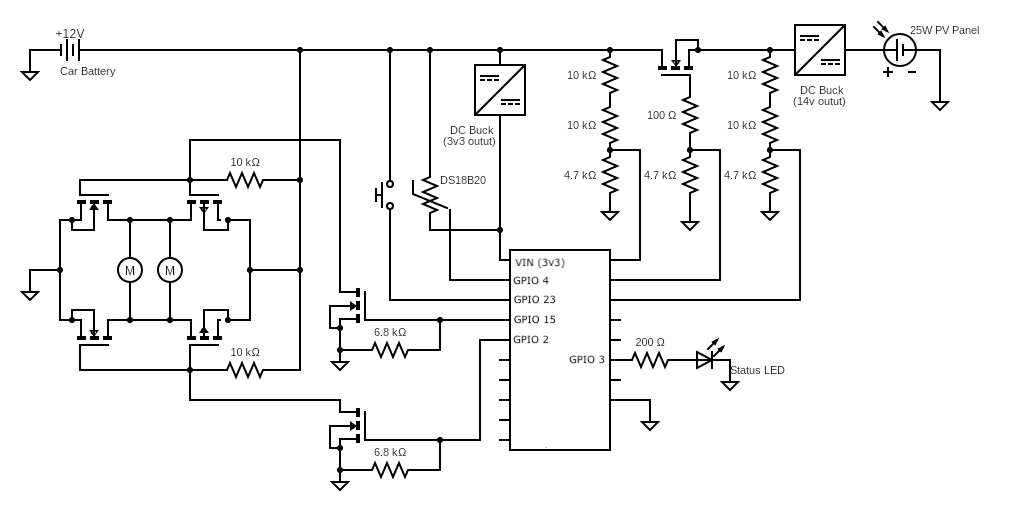 +12V
Car Battery
25W PV Panel
+ −
DC Buck
(14v outut)
10 kΩ
10 kΩ
10 kΩ
10 kΩ
100 Ω
4.7 kΩ
4.7 kΩ
4.7 kΩ
DC Buck
(3v3 outut)
10 kΩ
DS18B20
M
M
VIN (3v3)
GPIO 4
GPIO 23
GPIO 15
GPIO 2
GPIO 3
6.8 kΩ
200 Ω
Status LED
10 kΩ
6.8 kΩ